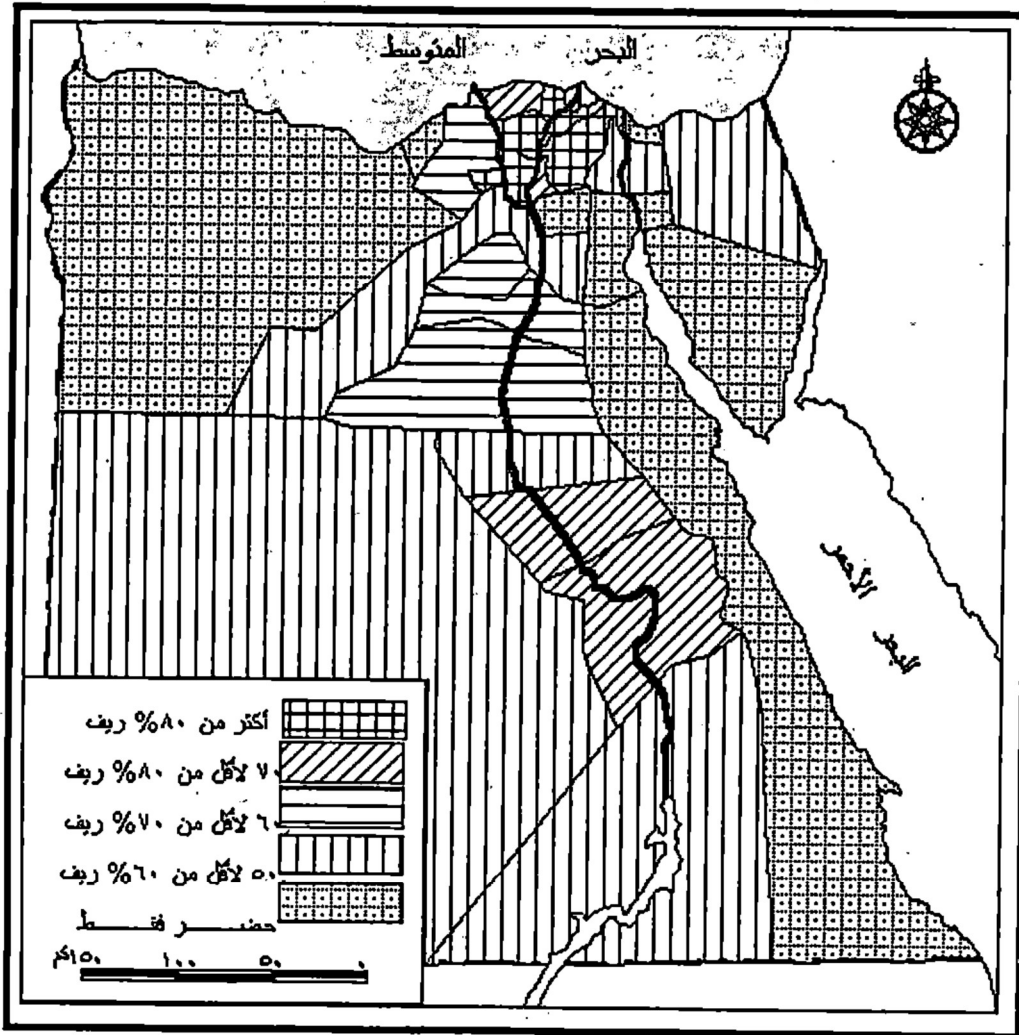 البحر المتوسط
البحر الأحمر
أكثر من ٨٠% ريف
٧٠ لأقل من ٨٠% ريف
٦٠ لأقل من ٧٠% ريف
٥٠ لأقل من ٦٠% ريف
حضر فقط
٠ ٥٠ ١٠٠ ١٥٠كم